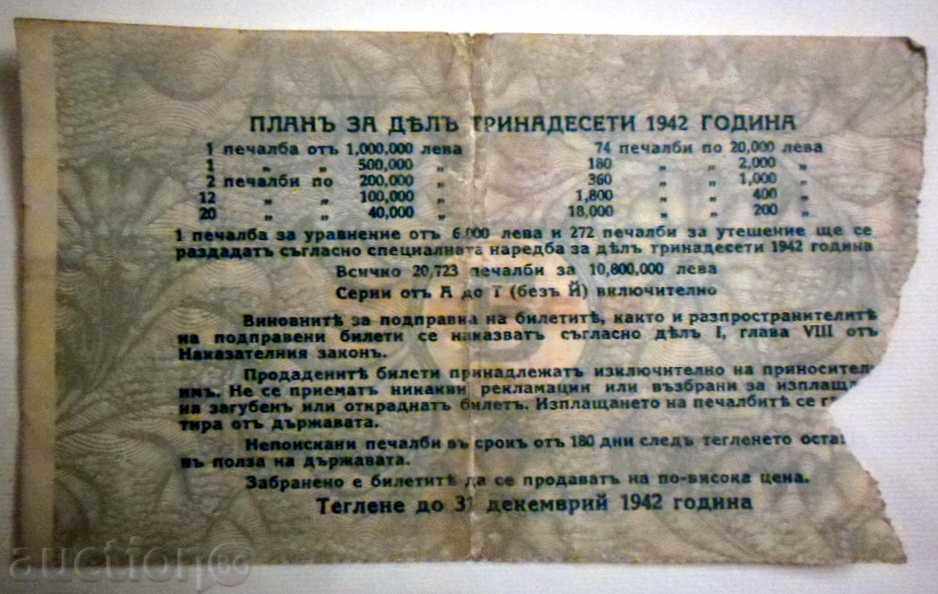 ПЛАНЪ ЗА ДѢЛЪ ТРИНАДЕСЕТИ 1942 ГОДИНА
1 печалба отъ 1,000,000 лева 74 печалби по 20,000 лева
1 „ „ 500,000 „ 180 „ „ 2,000 „
2 печалби по 200,000 „ 360 „ „ 1,000 „
12 „ „ 100,000 „ 1,800 „ „ 400 „
20 „ „ 40,000 „ 18,000 „ „ 200 „
1 печалба за уравнение отъ 6,000 лева и 272 печалби за утешение ще се
раздадатъ съгласно специалната наредба за дѣлъ тринадесети 1942 година
Всичко 20,723 печалби за 10,800,000 лева
Серии отъ А до Т (безъ Й) включително
Виновнитѣ за подправка на билетитѣ, както и разпространителитѣ
на подправени билети се наказватъ съгласно дѣлъ I, глава VIII отъ
Наказателния законъ.
Продаденитѣ билети принадлежатъ изключително на приносител
имъ. Не се приематъ никакви рекламации или възбрани за изплащ
на загубенъ или откраднатъ билетъ. Изплащането на печалбитѣ се г
тира отъ държавата.
Непоискани печалби въ срокъ отъ 180 дни следъ тегленето оста
въ полза на държавата.
Забранено е билетитѣ да се продаватъ на по-висока цена.
Теглене до 31 декемврий 1942 година
auction